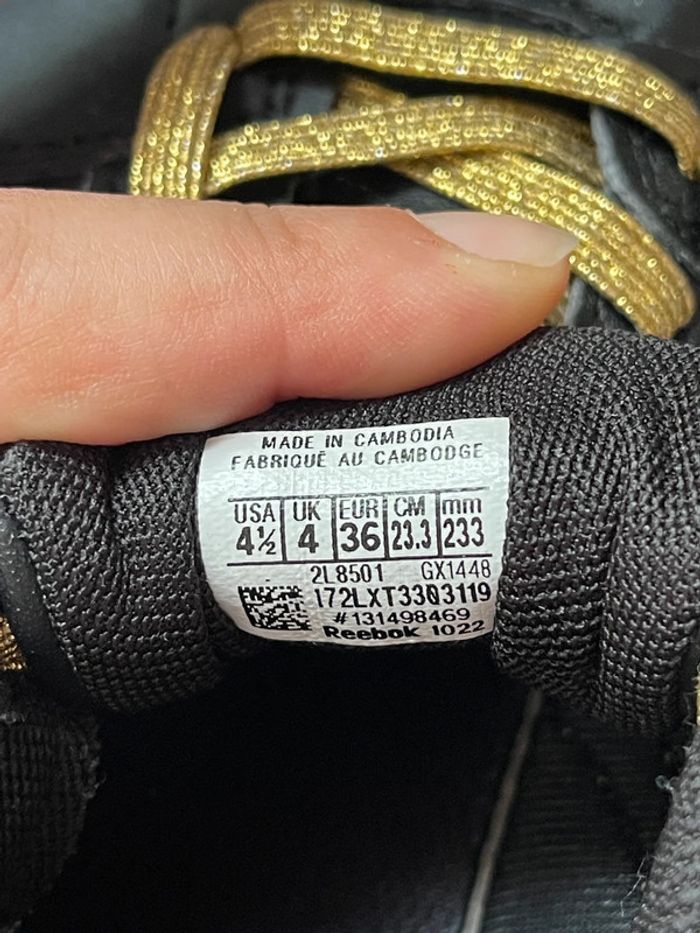 MADE IN CAMBODIA
FABRIQUÉ AU CAMBODGE
USA UK EUR CM mm
4½ 4 36 23.3 233
2L8501 GX1448
172LXT3303119
#131498469
Reebok 1022